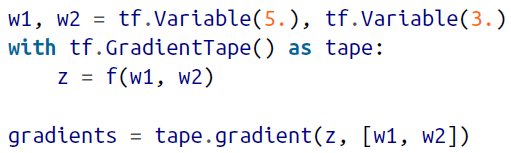 w1, w2 = tf.Variable(5.), tf.Variable(3.)
with tf.GradientTape() as tape:
    z = f(w1, w2)

gradients = tape.gradient(z, [w1, w2])